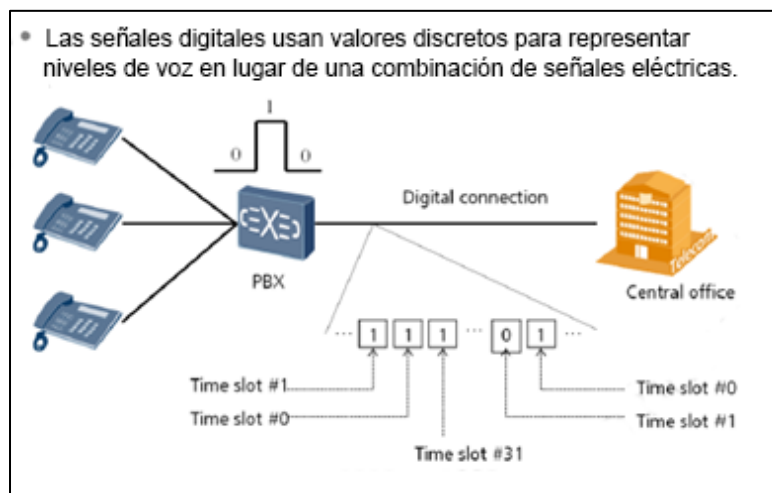 • Las señales digitales usan valores discretos para representar
niveles de voz en lugar de una combinación de señales eléctricas.
1
0 0
Digital connection
PBX
Telecom
Central office
... 1 1 1 ... 0 1 ...
Time slot #1
Time slot #0
Time slot #0
Time slot #1
Time slot #31